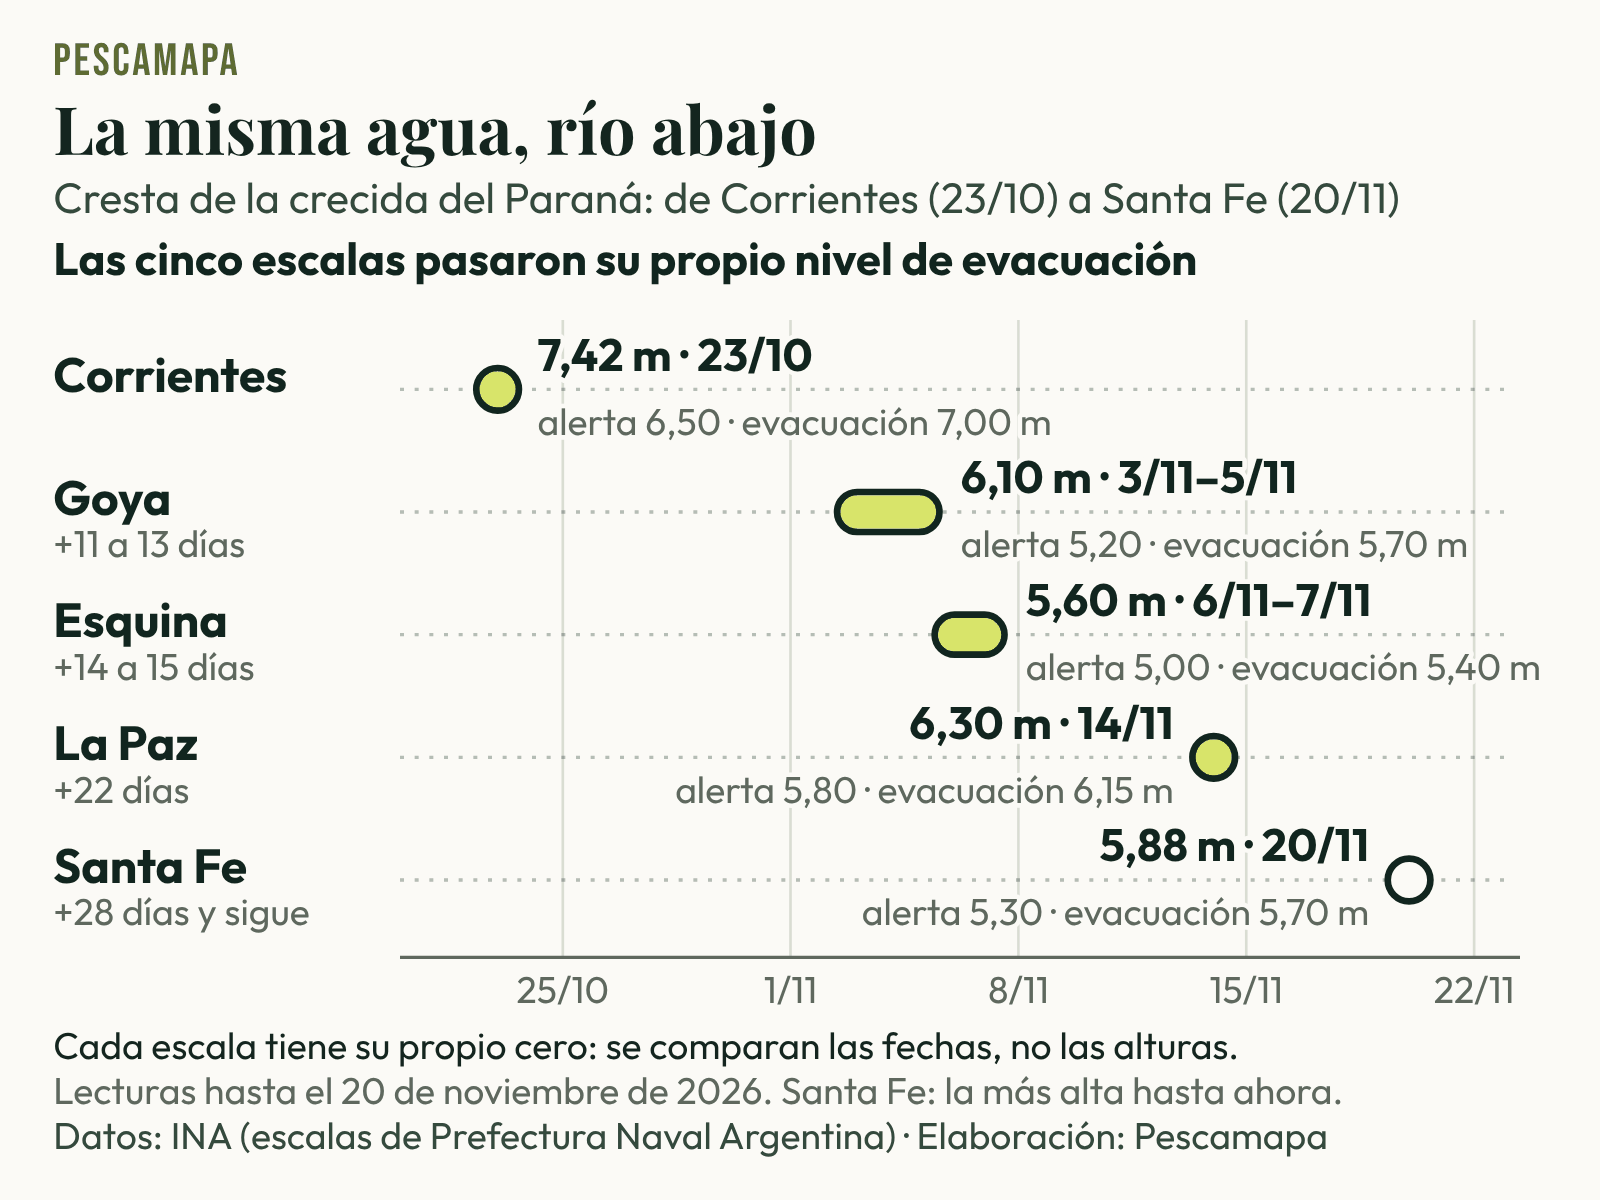 PESCAMAPA
La misma agua, río abajo
Cresta de la crecida del Paraná: de Corrientes (23/10) a Santa Fe (20/11)
Las cinco escalas pasaron su propio nivel de evacuación
Corrientes
7,42 m · 23/10
alerta 6,50 · evacuación 7,00 m
Goya
+11 a 13 días
6,10 m · 3/11–5/11
alerta 5,20 · evacuación 5,70 m
Esquina
+14 a 15 días
5,60 m · 6/11–7/11
alerta 5,00 · evacuación 5,40 m
La Paz
+22 días
6,30 m · 14/11
alerta 5,80 · evacuación 6,15 m
Santa Fe
+28 días y sigue
5,88 m · 20/11
alerta 5,30 · evacuación 5,70 m
25/10 1/11 8/11 15/11 22/11
Cada escala tiene su propio cero: se comparan las fechas, no las alturas.
Lecturas hasta el 20 de noviembre de 2026. Santa Fe: la más alta hasta ahora.
Datos: INA (escalas de Prefectura Naval Argentina) · Elaboración: Pescamapa